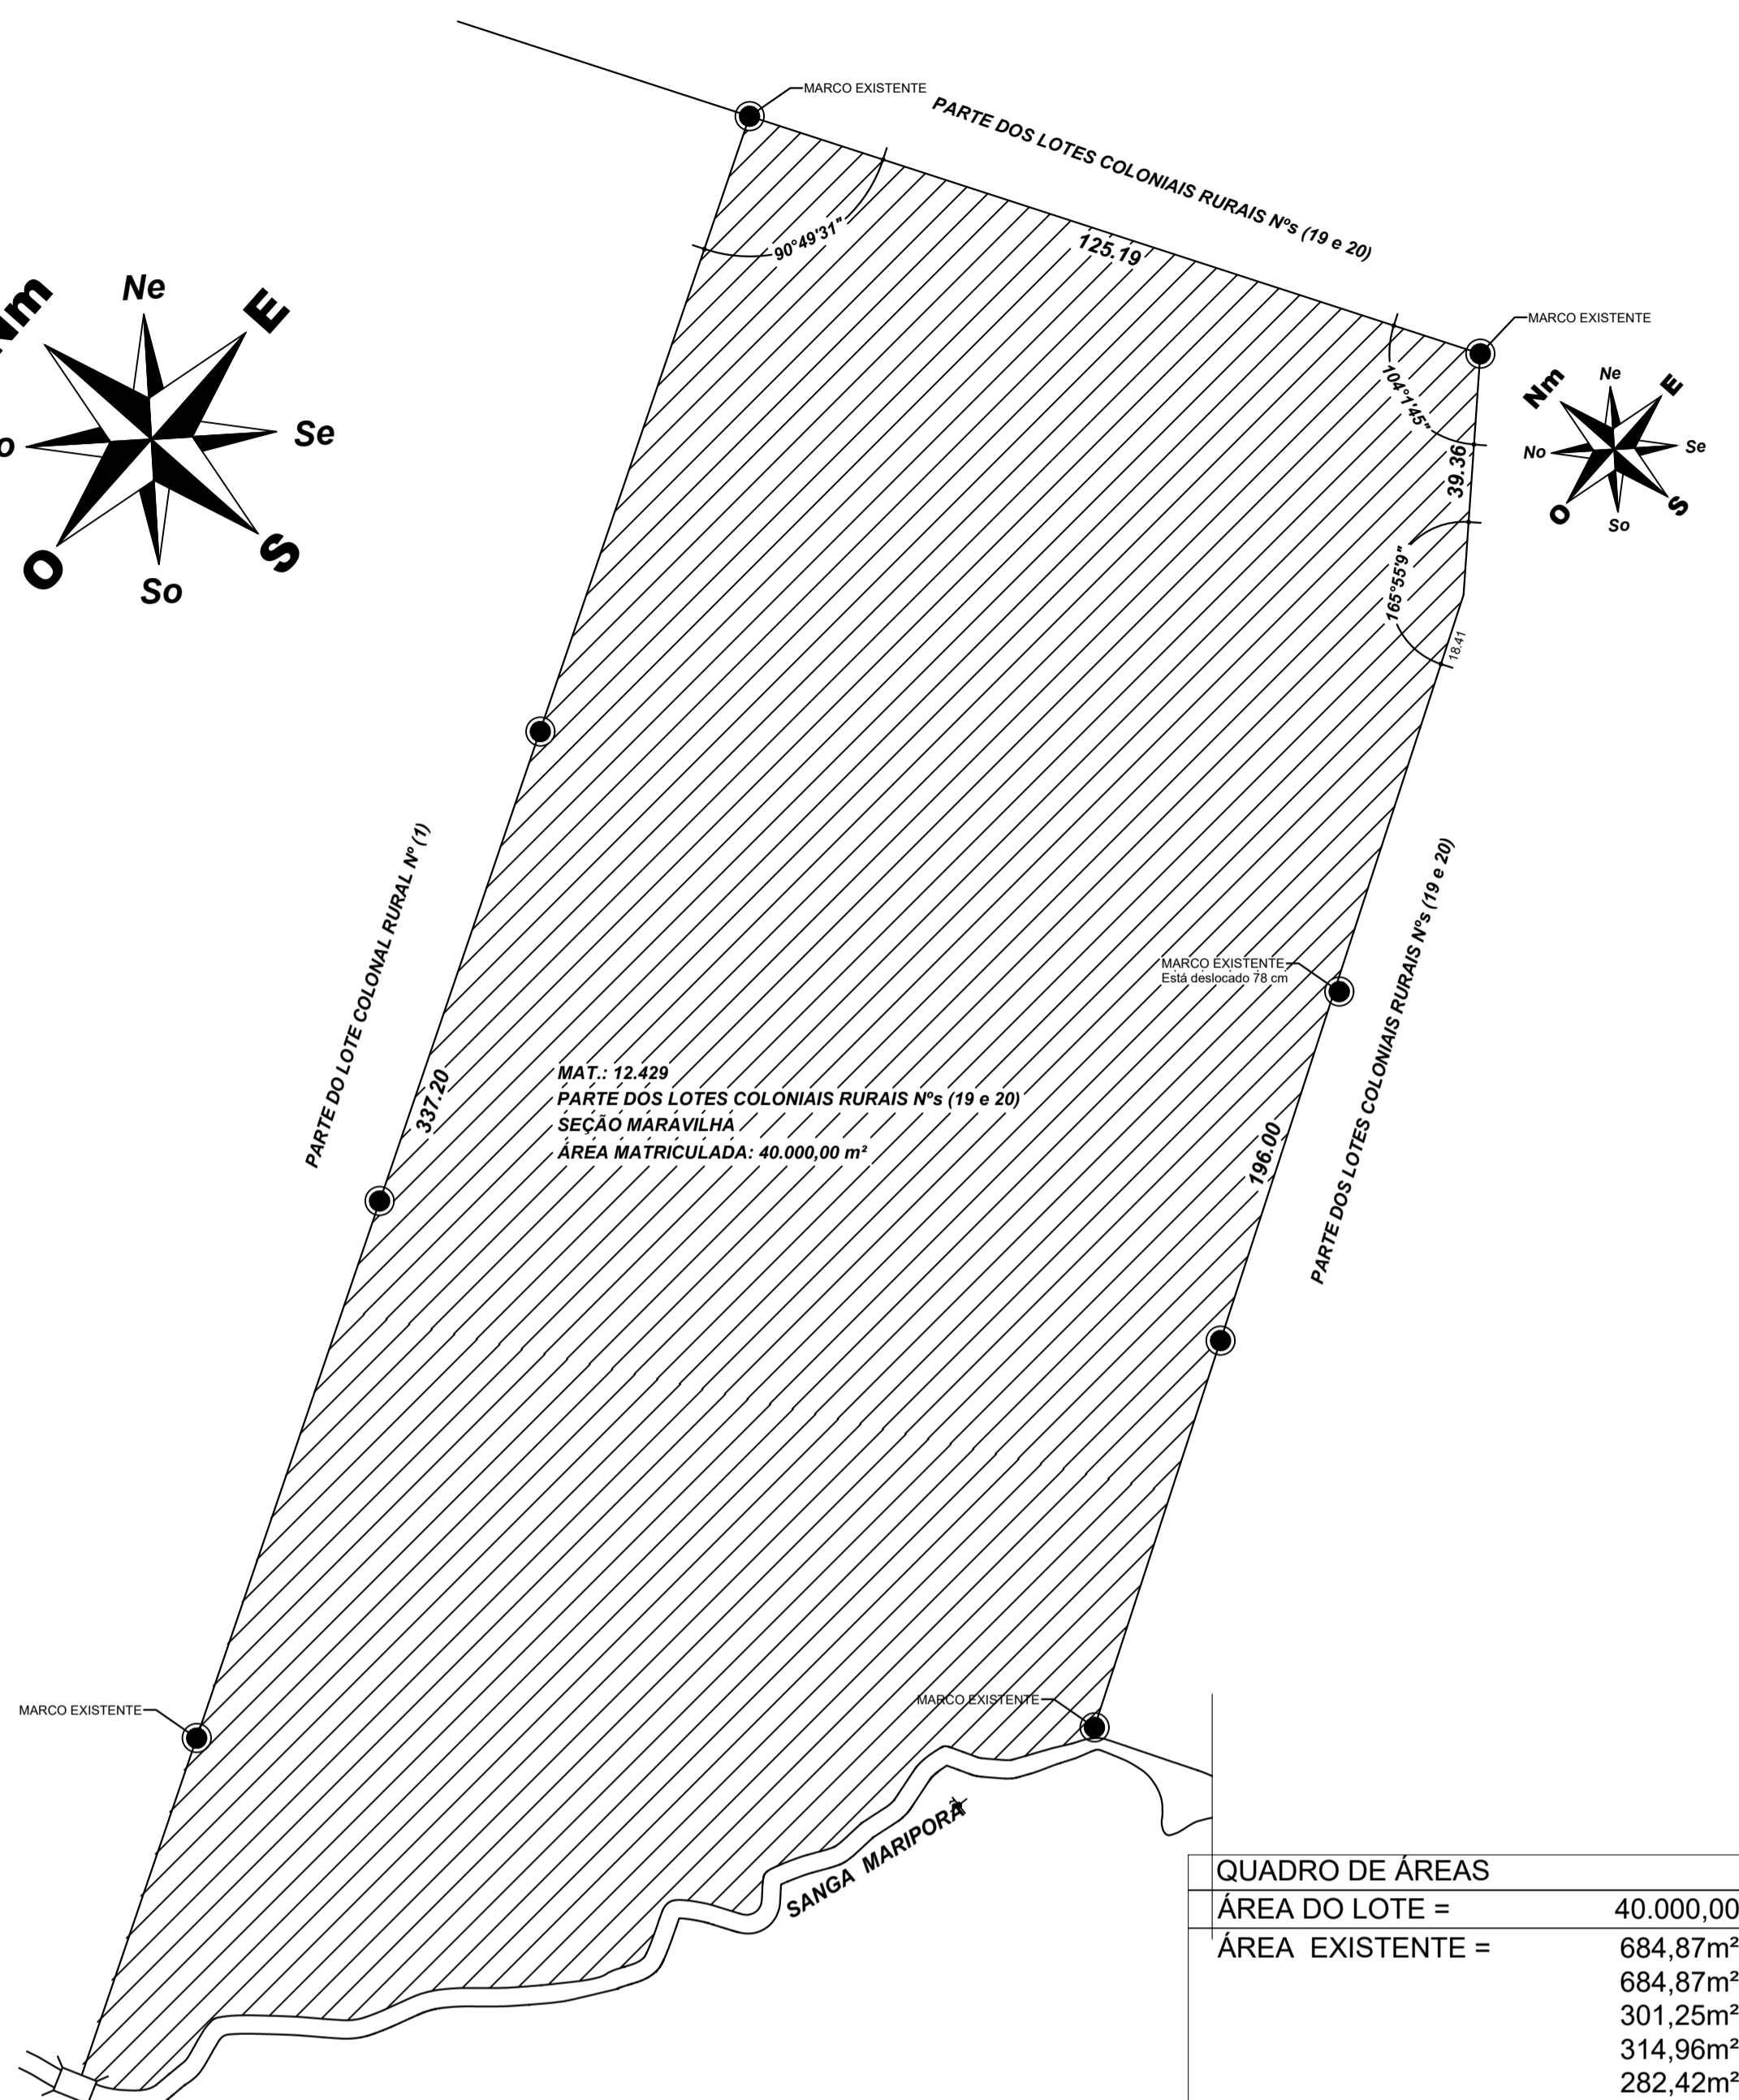 MARCO EXISTENTE
PARTE DOS LOTES COLONIAIS RURAIS Nºs (19 e 20)
90°49'31"
125.19
Nm
Ne
E
Se
S
So
O
o
MARCO EXISTENTE
104°1'45"
39.36
Nm
Ne
E
No
Se
O
So
S
165°55'9"
18.41
PARTE DO LOTE COLONAL RURAL Nº (1)
337.20
MARCO EXISTENTE
Está deslocado 78 cm
PARTE DOS LOTES COLONIAIS RURAIS Nºs (19 e 20)
196.00
MAT.: 12.429
PARTE DOS LOTES COLONIAIS RURAIS Nºs (19 e 20)
SEÇÃO MARAVILHA
ÁREA MATRICULADA: 40.000,00 m²
MARCO EXISTENTE
MARCO EXISTENTE
SANGA MARIPORÃ
QUADRO DE ÁREAS
ÁREA DO LOTE = 40.000,00
ÁREA EXISTENTE = 684,87m²
684,87m²
301,25m²
314,96m²
282,42m²